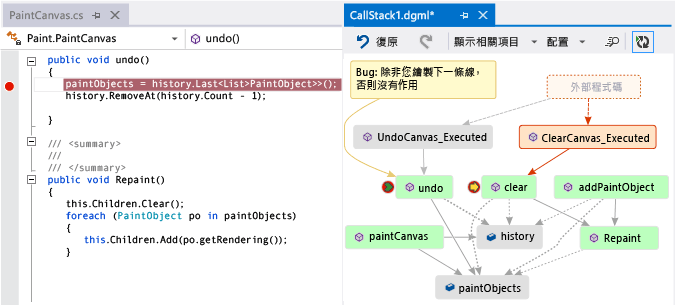 PaintCanvas.cs
Paint.PaintCanvas
undo()
public void undo()
{
paintObjects = history.Last<List>PaintObject>>();
history.RemoveAt(history.Count - 1);
}
/// <summary>
///
/// </summary>
public void Repaint()
{
this.Children.Clear();
foreach (PaintObject po in paintObjects)
{
this.Children.Add(po.getRendering());
}
CallStack1.dgml*
復原
顯示相關項目
配置
Bug: 除非您繪製下一條線，
否則沒有作用
外部程式碼
UndoCanvas_Executed
ClearCanvas_Executed
undo
clear
addPaintObject
paintCanvas
history
Repaint
paintObjects